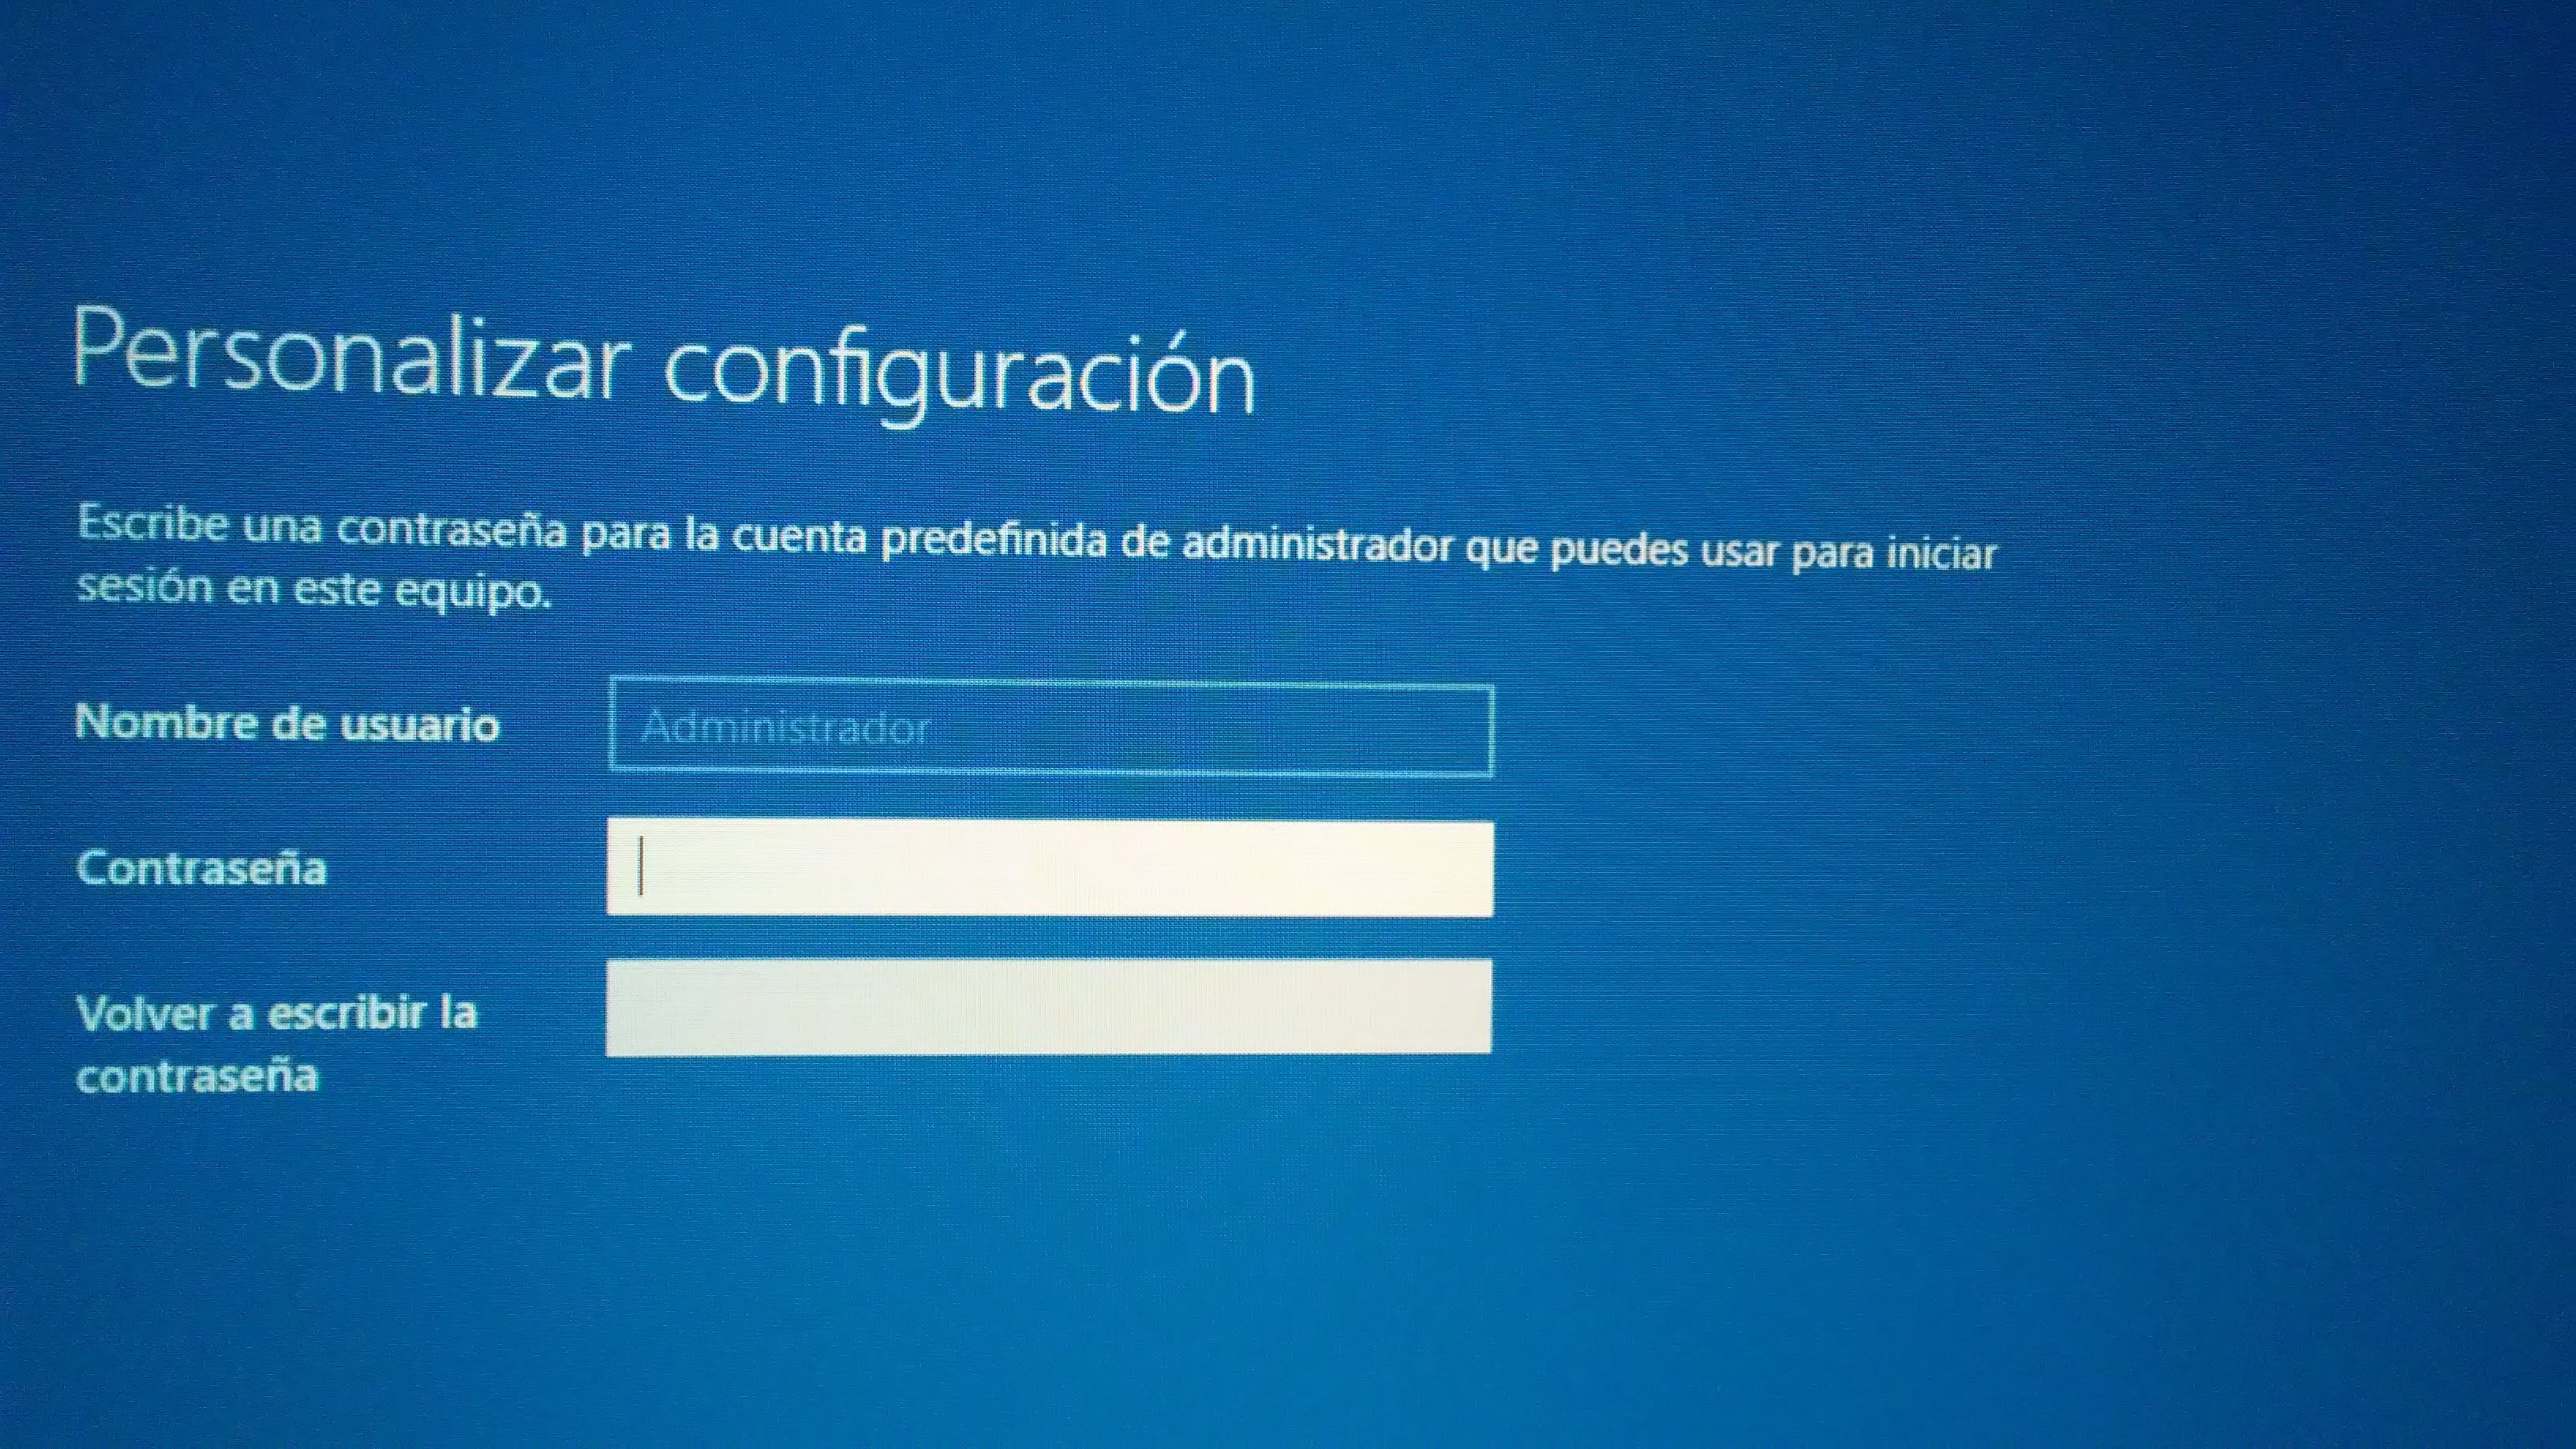 Personalizar configuración
Escribe una contraseña para la cuenta predefinida de administrador que puedes usar para iniciar
sesión en este equipo.
Nombre de usuario
Administrador
Contraseña
Volver a escribir la
contraseña